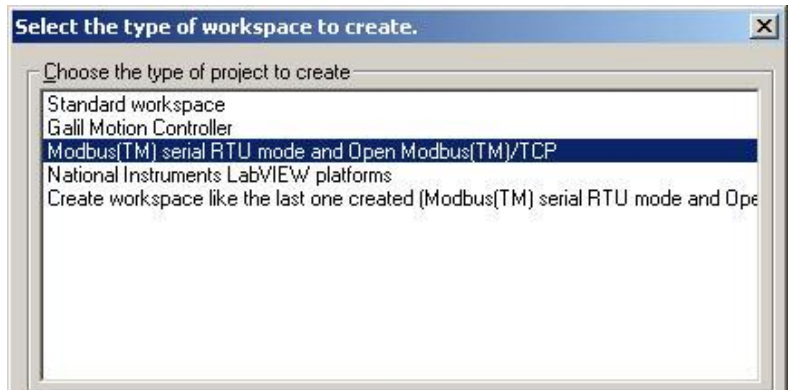 Select the type of workspace to create.
Choose the type of project to create
Standard workspace
Galil Motion Controller
Modbus(TM) serial RTU mode and Open Modbus(TM)/TCP
National Instruments LabVIEW platforms
Create workspace like the last one created (Modbus(TM) serial RTU mode and Ope